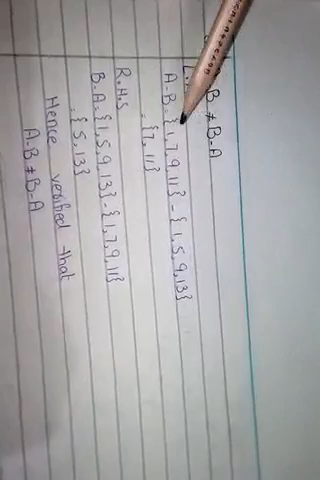 B ≠ B-A
A-B = {1,7,9,11} - {1,5,9,13}
= {7, 11}
R.H.S
B-A = {1,5,9,13} - {1,7,9,11}
= {5, 13}
Hence verified that
A-B ≠ B-A